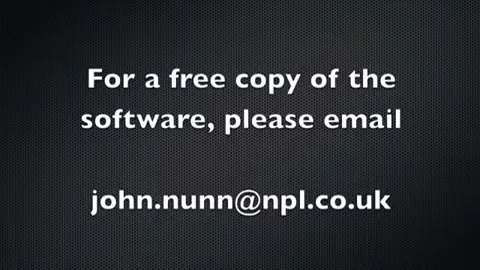 For a free copy of the
software, please email
john.nunn@npl.co.uk